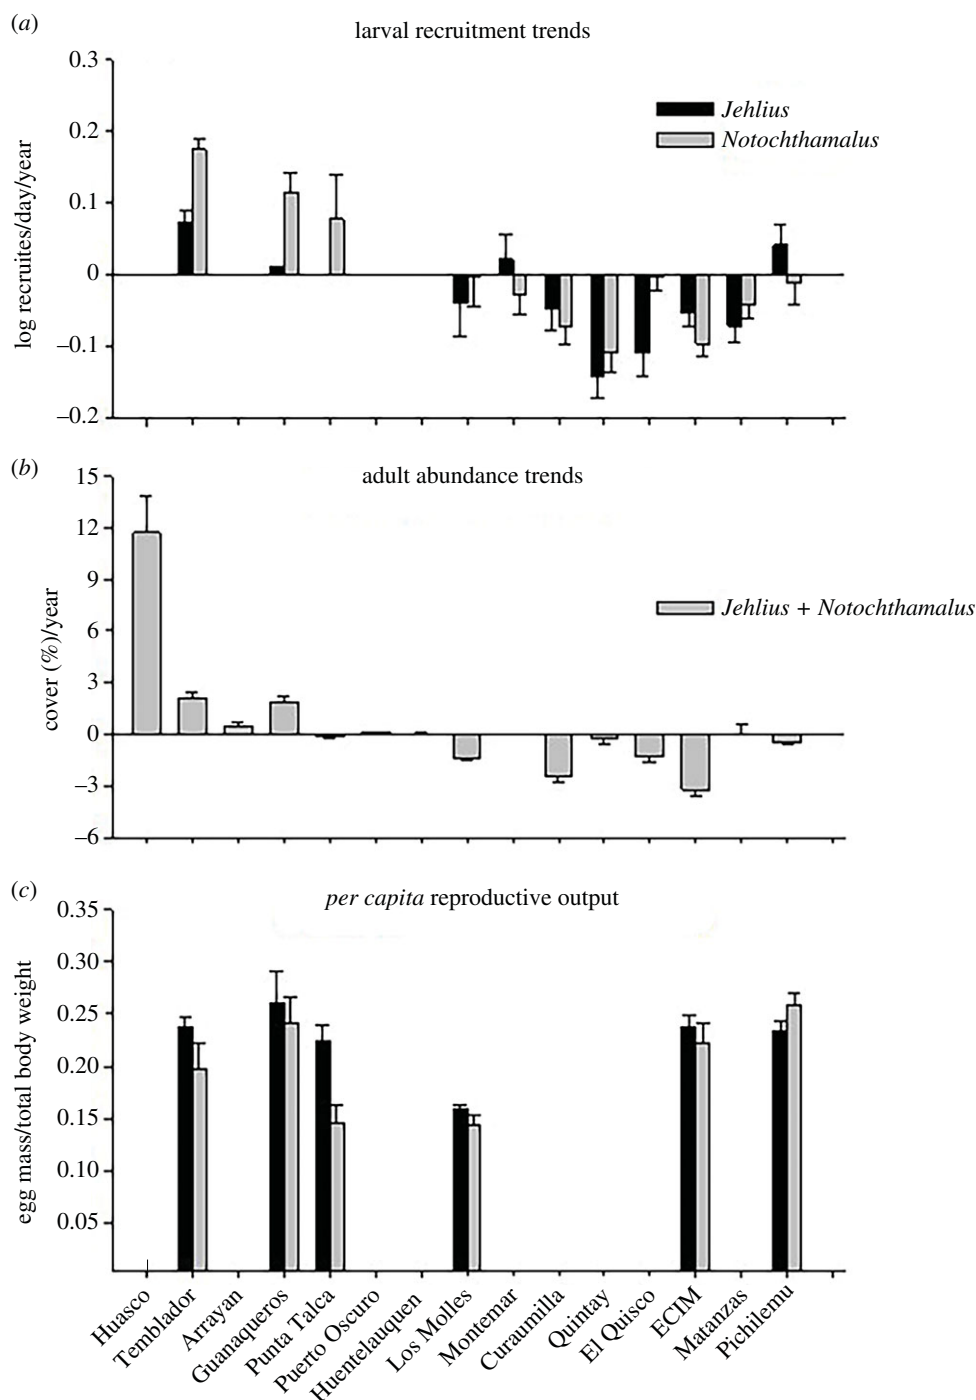 (a)
larval recruitment trends
0.3
0.2
0.1
0
–0.1
–0.2
log recruites/day/year
Jehlius
Notochthamalus
(b)
adult abundance trends
15
12
9
6
3
0
–3
–6
cover (%)/year
Jehlius + Notochthamalus
(c)
per capita reproductive output
0.35
0.30
0.25
0.20
0.15
0.10
0.05
egg mass/total body weight
Huasco
Temblador
Arrayan
Guanaqueros
Punta Talca
Puerto Oscuro
Huentelauquen
Los Molles
Montemar
Curaumilla
Quintay
El Quisco
ECIM
Matanzas
Pichilemu